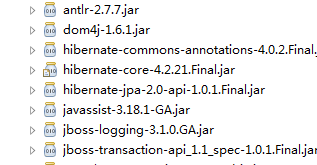 antlr-2.7.7.jar
dom4j-1.6.1.jar
hibernate-commons-annotations-4.0.2.Final.
hibernate-core-4.2.21.Final.jar
hibernate-jpa-2.0-api-1.0.1.Final.jar
javassist-3.18.1-GA.jar
jboss-logging-3.1.0.GA.jar
jboss-transaction-api_1.1_spec-1.0.1.Final.jar